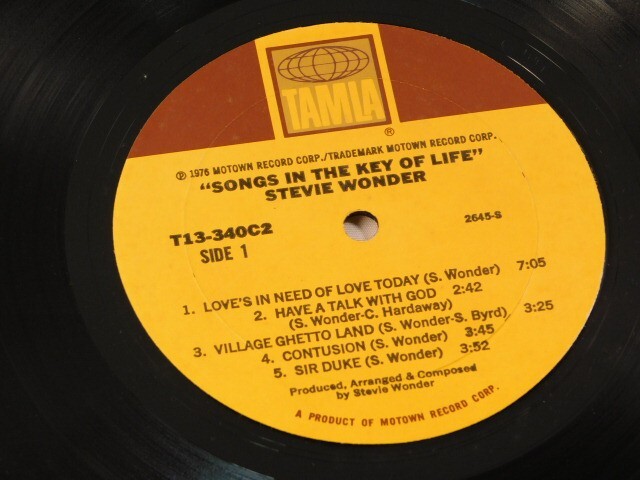 TAMLA
®
℗ 1976 MOTOWN RECORD CORP./TRADEMARK MOTOWN RECORD CORP.
"SONGS IN THE KEY OF LIFE"
STEVIE WONDER
T13-340C2
2645-S
SIDE 1
1. LOVE'S IN NEED OF LOVE TODAY (S. Wonder) 7:05
2. HAVE A TALK WITH GOD 2:42
(S. Wonder-C. Hardaway)
3. VILLAGE GHETTO LAND (S. Wonder-S. Byrd) 3:25
4. CONTUSION (S. Wonder) 3:45
5. SIR DUKE (S. Wonder) 3:52
Produced, Arranged & Composed
by Stevie Wonder
A PRODUCT OF MOTOWN RECORD CORP.